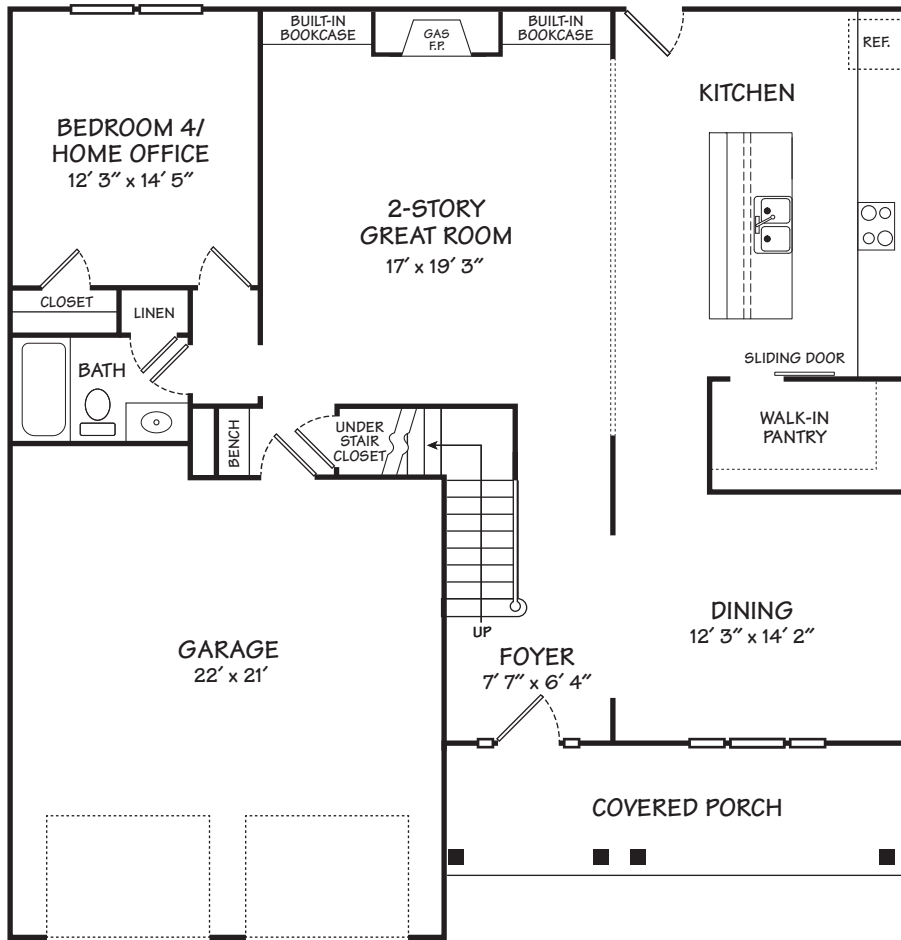 BUILT-IN
BOOKCASE
GAS
F.P.
BUILT-IN
BOOKCASE
REF.
KITCHEN
BEDROOM 4/
HOME OFFICE
12′ 3″ x 14′ 5″
2-STORY
GREAT ROOM
17′ x 19′ 3″
CLOSET
LINEN
BATH
SLIDING DOOR
WALK-IN
PANTRY
BENCH
UNDER
STAIR
CLOSET
UP
DINING
12′ 3″ x 14′ 2″
GARAGE
22′ x 21′
FOYER
7′ 7″ x 6′ 4″
COVERED PORCH